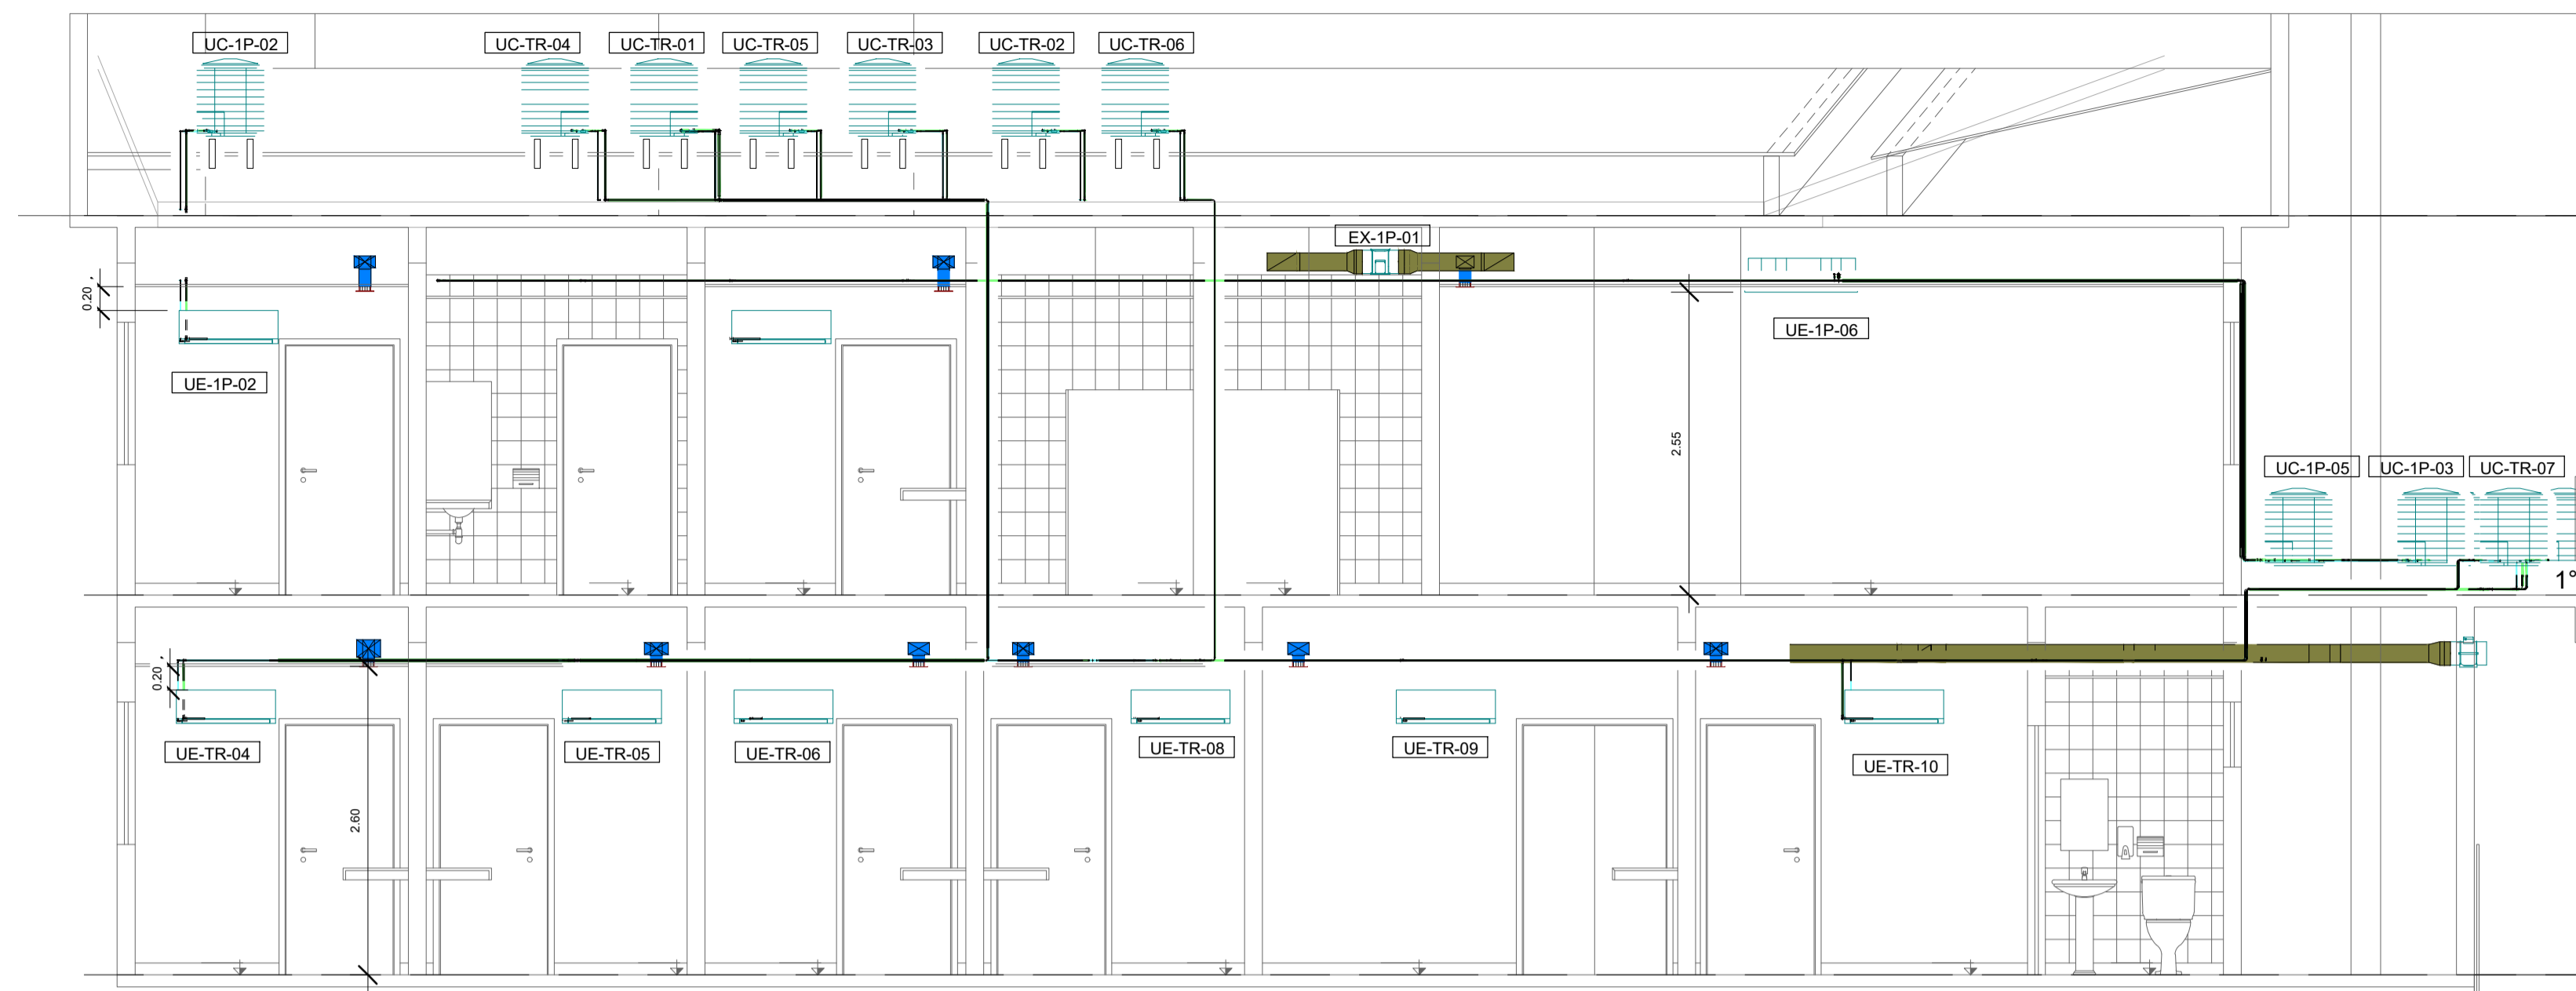 UC-1P-02
UC-TR-04
UC-TR-01
UC-TR-05
UC-TR-03
UC-TR-02
UC-TR-06
EX-1P-01
0.20
UE-1P-06
UE-1P-02
2.55
UC-1P-05
UC-1P-03
UC-TR-07
1°
0.20
UE-TR-04
UE-TR-05
UE-TR-06
UE-TR-08
UE-TR-09
UE-TR-10
2.60